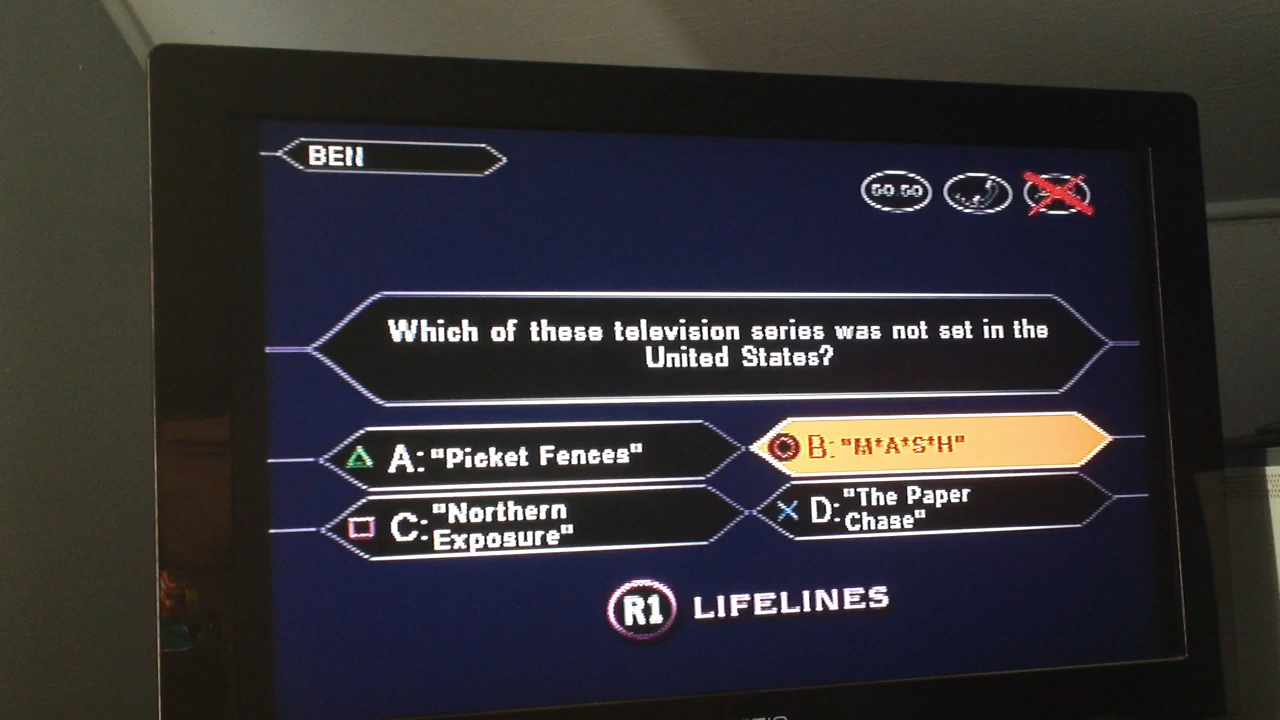 BEN
50:50
Which of these television series was not set in the
United States?
A: "Picket Fences"
B: "M*A*S*H"
C: "Northern
Exposure"
D: "The Paper
Chase"
R1 LIFELINES